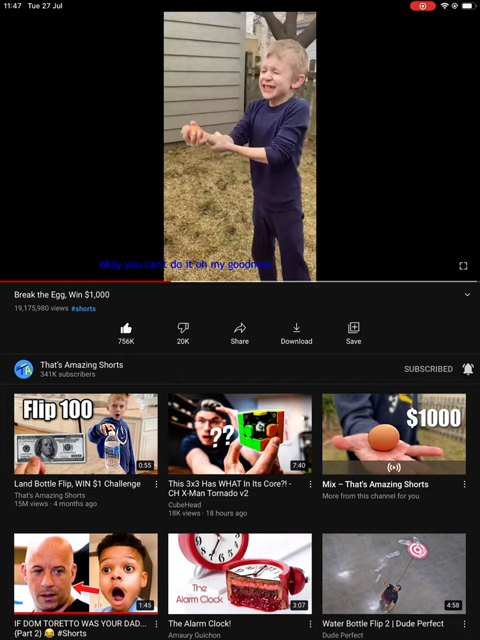 11:47 Tue 27 Jul
okay you can't do it oh my goodness
Break the Egg, Win $1,000
19,175,980 views #shorts
756K
20K
Share
Download
Save
TA
That's Amazing Shorts
341K subscribers
SUBSCRIBED
Flip 100
0:55
??
7:40
$1000
Land Bottle Flip, WIN $1 Challenge
That's Amazing Shorts
15M views · 4 months ago
This 3x3 Has WHAT In Its Core?! -
CH X-Man Tornado v2
CubeHead
18K views · 18 hours ago
Mix – That's Amazing Shorts
More from this channel for you
1:45
The
Alarm Clock
3:07
4:58
IF DOM TORETTO WAS YOUR DAD...
(Part 2) 😂 #Shorts
The Alarm Clock!
Amaury Guichon
Water Bottle Flip 2 | Dude Perfect
Dude Perfect